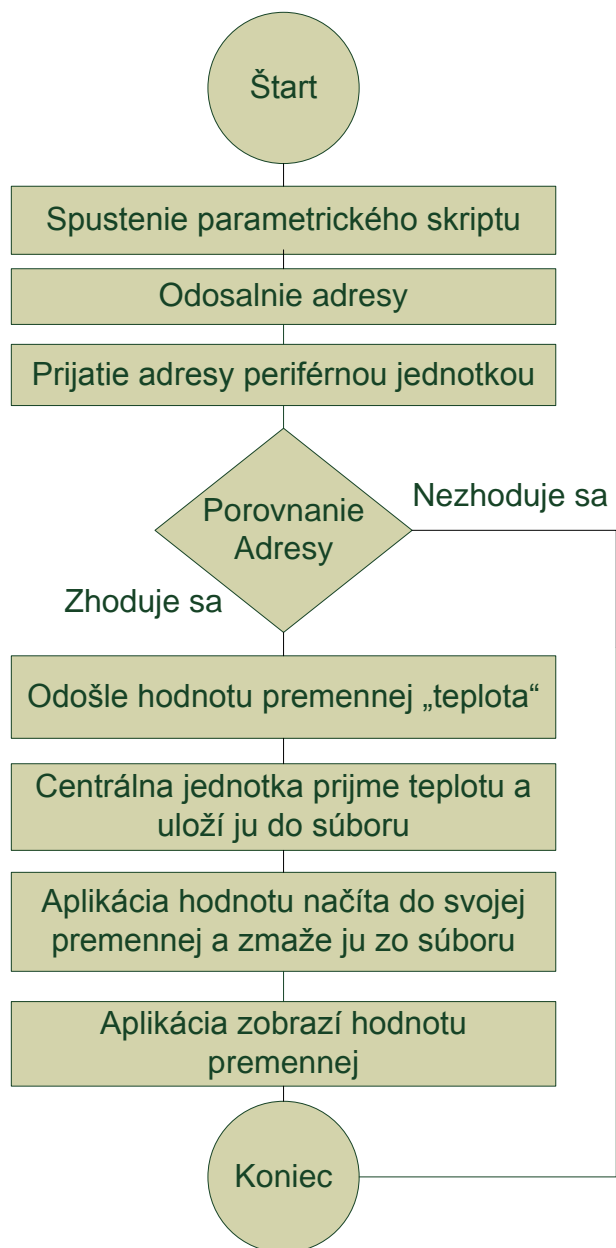 Štart
Spustenie parametrického skriptu
Odosalnie adresy
Prijatie adresy periférnou jednotkou
Nezhoduje sa
Porovnanie
Adresy
Zhoduje sa
Odošle hodnotu premennej „teplota“
Centrálna jednotka prijme teplotu a
uloží ju do súboru
Aplikácia hodnotu načíta do svojej
premennej a zmaže ju zo súboru
Aplikácia zobrazí hodnotu
premennej
Koniec